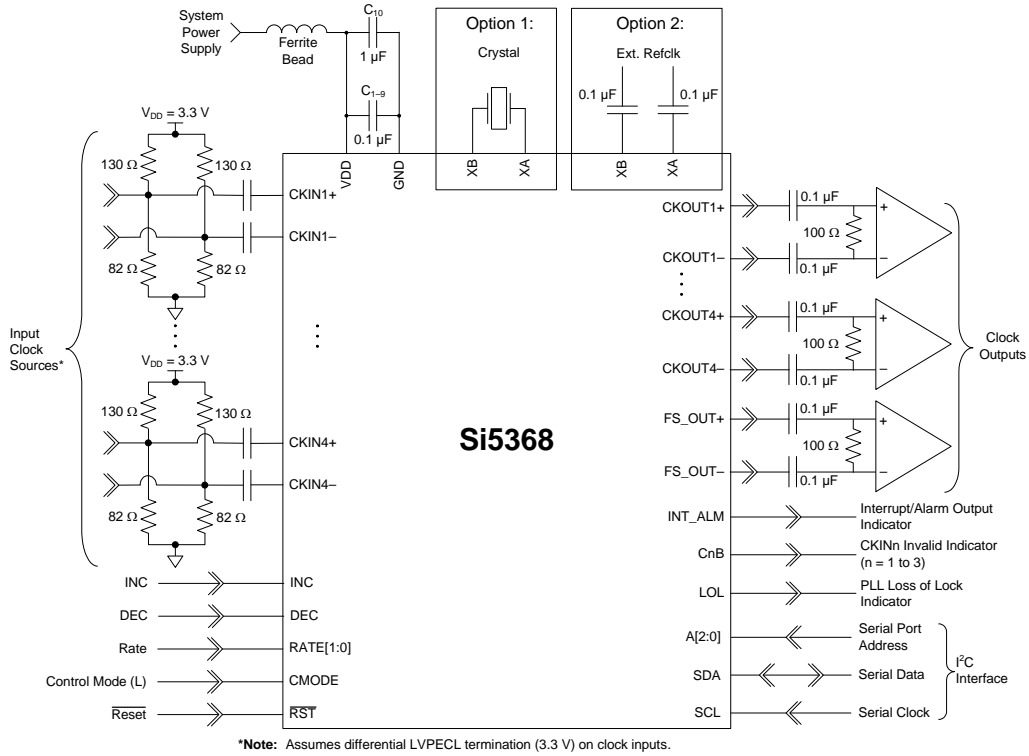 System
Power
Supply
Ferrite
Bead
C10
1 µF
C1–9
0.1 µF
VDD
GND
Option 1:
Crystal
XB
XA
Option 2:
Ext. Refclk
0.1 µF
0.1 µF
XB
XA
Input
Clock
Sources*
VDD = 3.3 V
130 Ω
130 Ω
82 Ω
82 Ω
CKIN1+
CKIN1–
VDD = 3.3 V
130 Ω
130 Ω
82 Ω
82 Ω
CKIN4+
CKIN4–
INC
INC
DEC
DEC
Rate
RATE[1:0]
Control Mode (L)
CMODE
Reset
RST
Si5368
CKOUT1+
0.1 µF
+
100 Ω
CKOUT1–
0.1 µF
–
CKOUT4+
0.1 µF
+
100 Ω
CKOUT4–
0.1 µF
–
FS_OUT+
0.1 µF
+
100 Ω
FS_OUT–
0.1 µF
–
Clock
Outputs
INT_ALM
Interrupt/Alarm Output
Indicator
CnB
CKINn Invalid Indicator
(n = 1 to 3)
LOL
PLL Loss of Lock
Indicator
A[2:0]
Serial Port
Address
SDA
Serial Data
SCL
Serial Clock
I2C
Interface
*Note: Assumes differential LVPECL termination (3.3 V) on clock inputs.